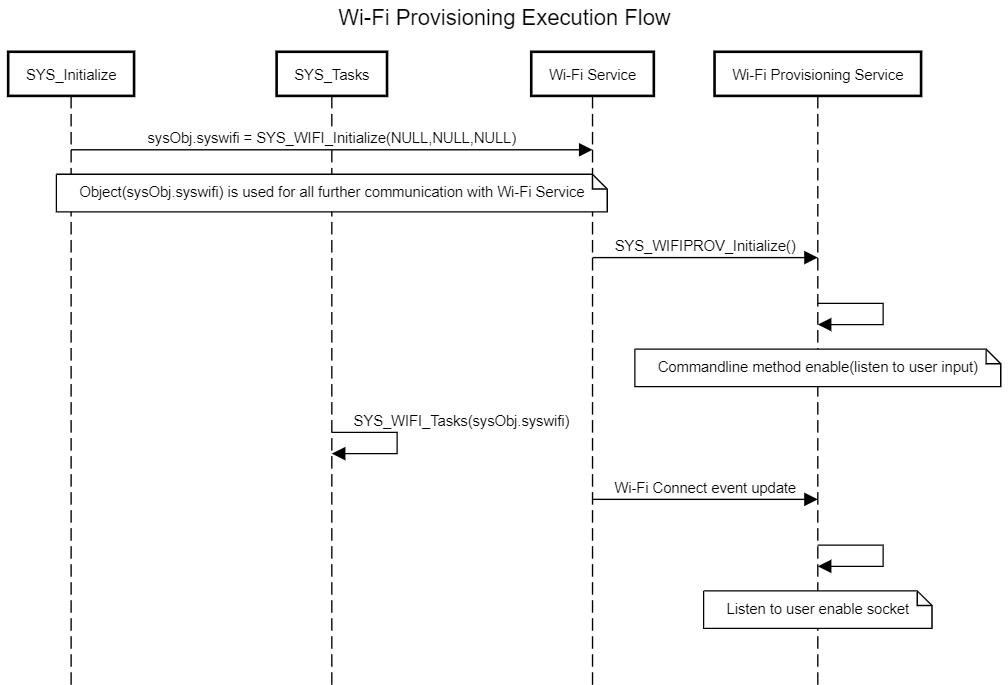 Wi-Fi Provisioning Execution Flow
SYS_Initialize
SYS_Tasks
Wi-Fi Service
Wi-Fi Provisioning Service
sysObj.syswifi = SYS_WIFI_Initialize(NULL,NULL,NULL)
Object(sysObj.syswifi) is used for all further communication with Wi-Fi Service
SYS_WIFIPROV_Initialize()
Commandline method enable(listen to user input)
SYS_WIFI_Tasks(sysObj.syswifi)
Wi-Fi Connect event update
Listen to user enable socket